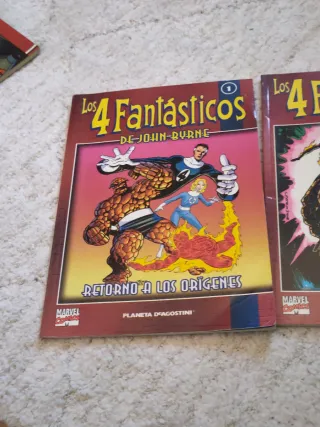 Los 4 Fantásticos
1
DE JOHN BYRNE
RETORNO A LOS ORÍGENES
MARVEL
PLANETA DEAGOSTINI
Los 4 F
MARVEL